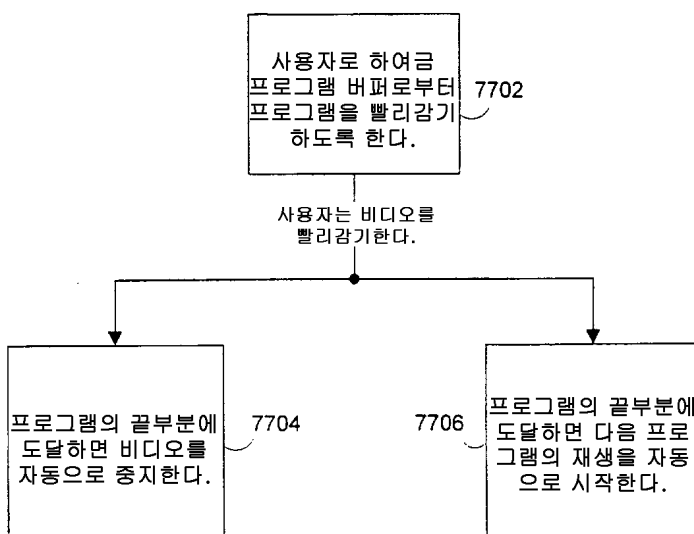 사용자로 하여금
프로그램 버퍼로부터
프로그램을 빨리감기
하도록 한다.
7702
사용자는 비디오를
빨리감기한다.
프로그램의 끝부분에
도달하면 비디오를
자동으로 중지한다.
7704
7706
프로그램의 끝부분에
도달하면 다음 프로
그램의 재생을 자동
으로 시작한다.